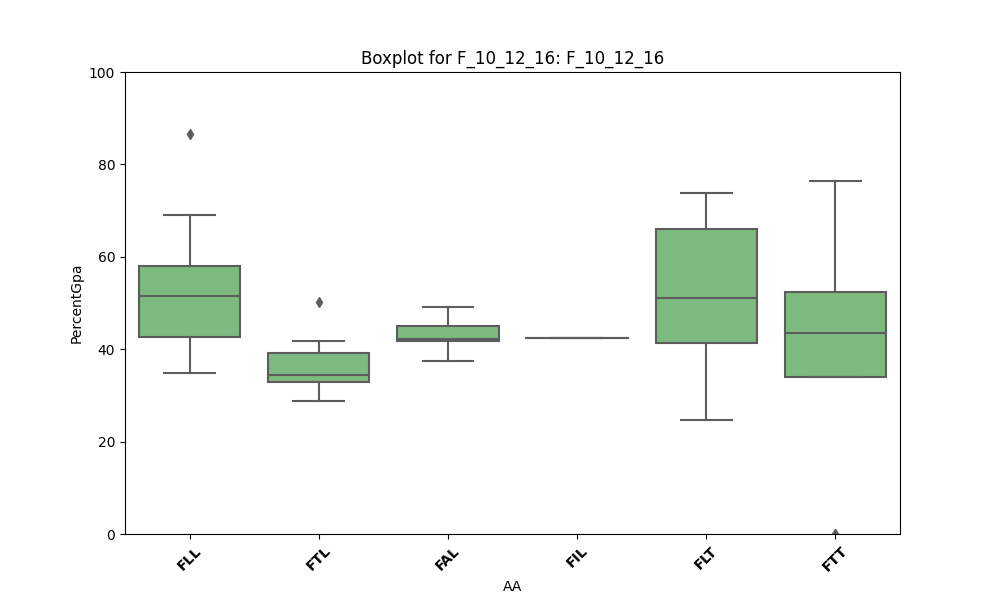 Boxplot for F_10_12_16: F_10_12_16
PercentGpa
100
80
60
40
20
0
FLL
FTL
FAL
FIL
FLT
FTT
AA